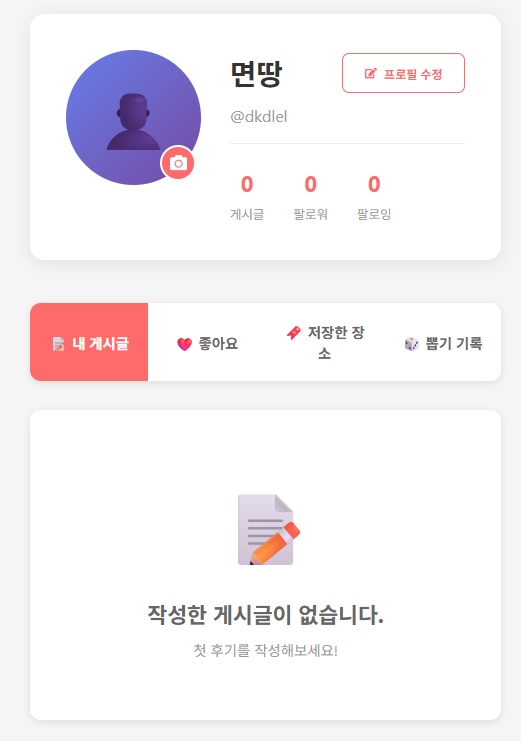 면땅
프로필 수정
@dkdlel
0 0 0
게시글 팔로워 팔로잉
내 게시글
좋아요
저장한 장
소
뽑기 기록
작성한 게시글이 없습니다.
첫 후기를 작성해보세요!